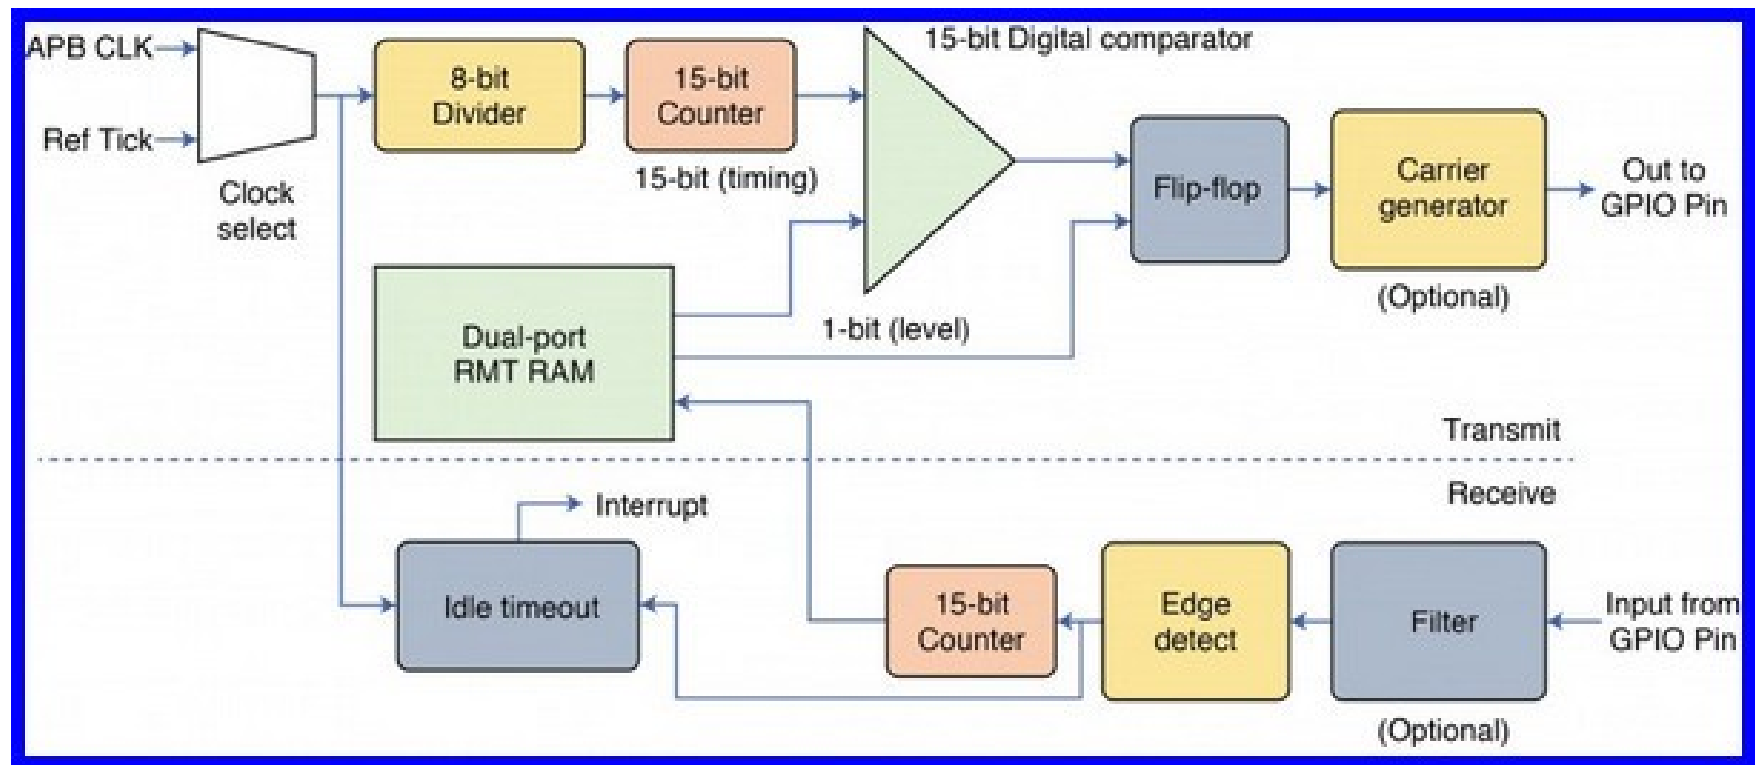 APB CLK
Ref Tick
Clock
select
8-bit
Divider
15-bit
Counter
15-bit (timing)
15-bit Digital comparator
Flip-flop
Carrier
generator
(Optional)
Out to
GPIO Pin
Dual-port
RMT RAM
1-bit (level)
Transmit
Receive
Interrupt
Idle timeout
15-bit
Counter
Edge
detect
Filter
(Optional)
Input from
GPIO Pin